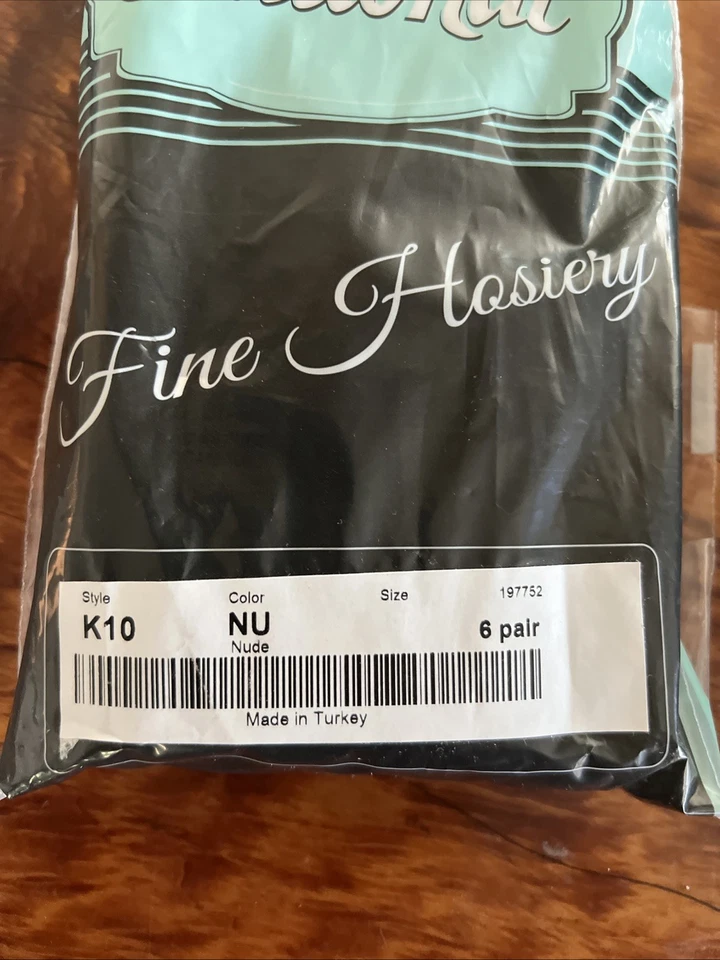 Fine Hosiery
Style Color Size 197752
K10 NU 6 pair
Nude
Made in Turkey